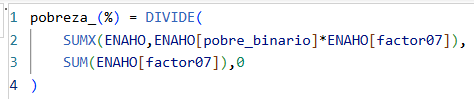 1 pobreza_(%) = DIVIDE(
2 SUMX(ENAHO,ENAHO[pobre_binario]*ENAHO[factor07]),
3 SUM(ENAHO[factor07]),0
4 )